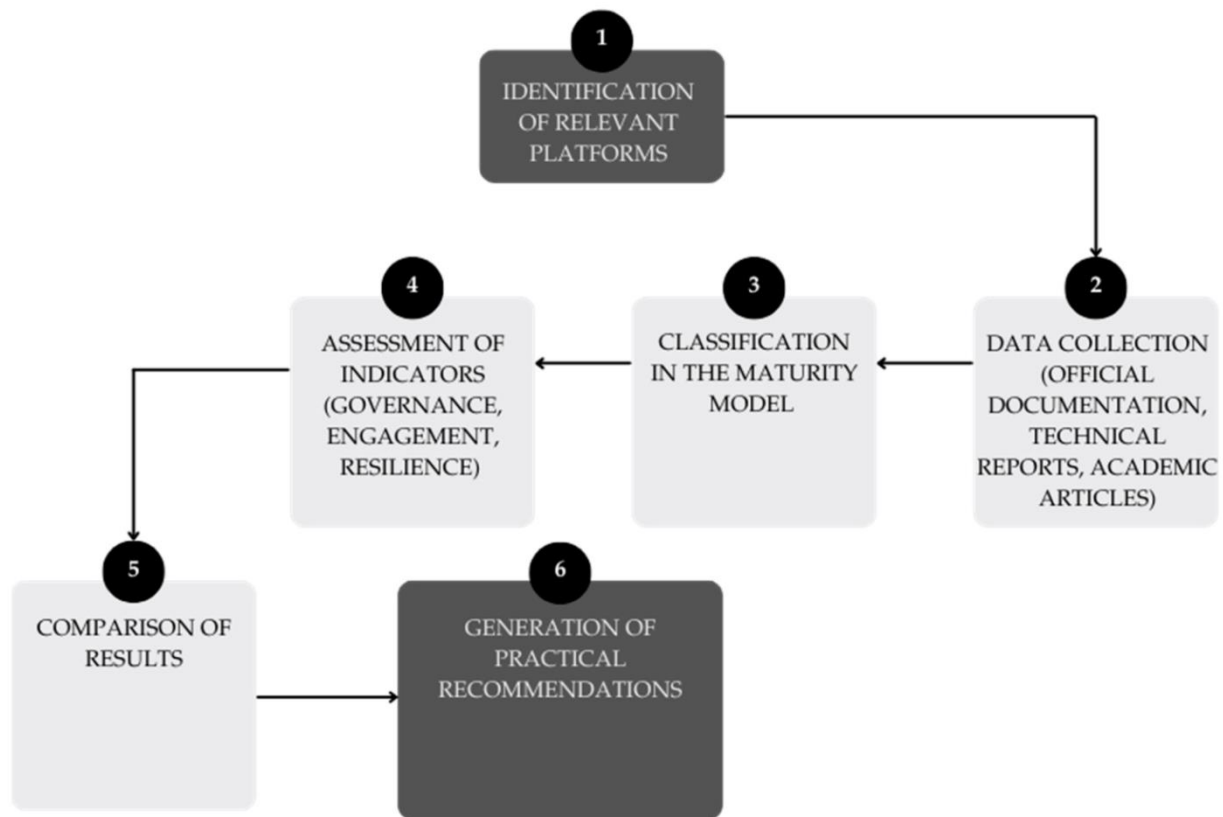 1
IDENTIFICATION
OF RELEVANT
PLATFORMS
2
DATA COLLECTION
(OFFICIAL
DOCUMENTATION,
TECHNICAL
REPORTS, ACADEMIC
ARTICLES)
3
CLASSIFICATION
IN THE MATURITY
MODEL
4
ASSESSMENT OF
INDICATORS
(GOVERNANCE,
ENGAGEMENT,
RESILIENCE)
5
COMPARISON OF
RESULTS
6
GENERATION OF
PRACTICAL
RECOMMENDATIONS